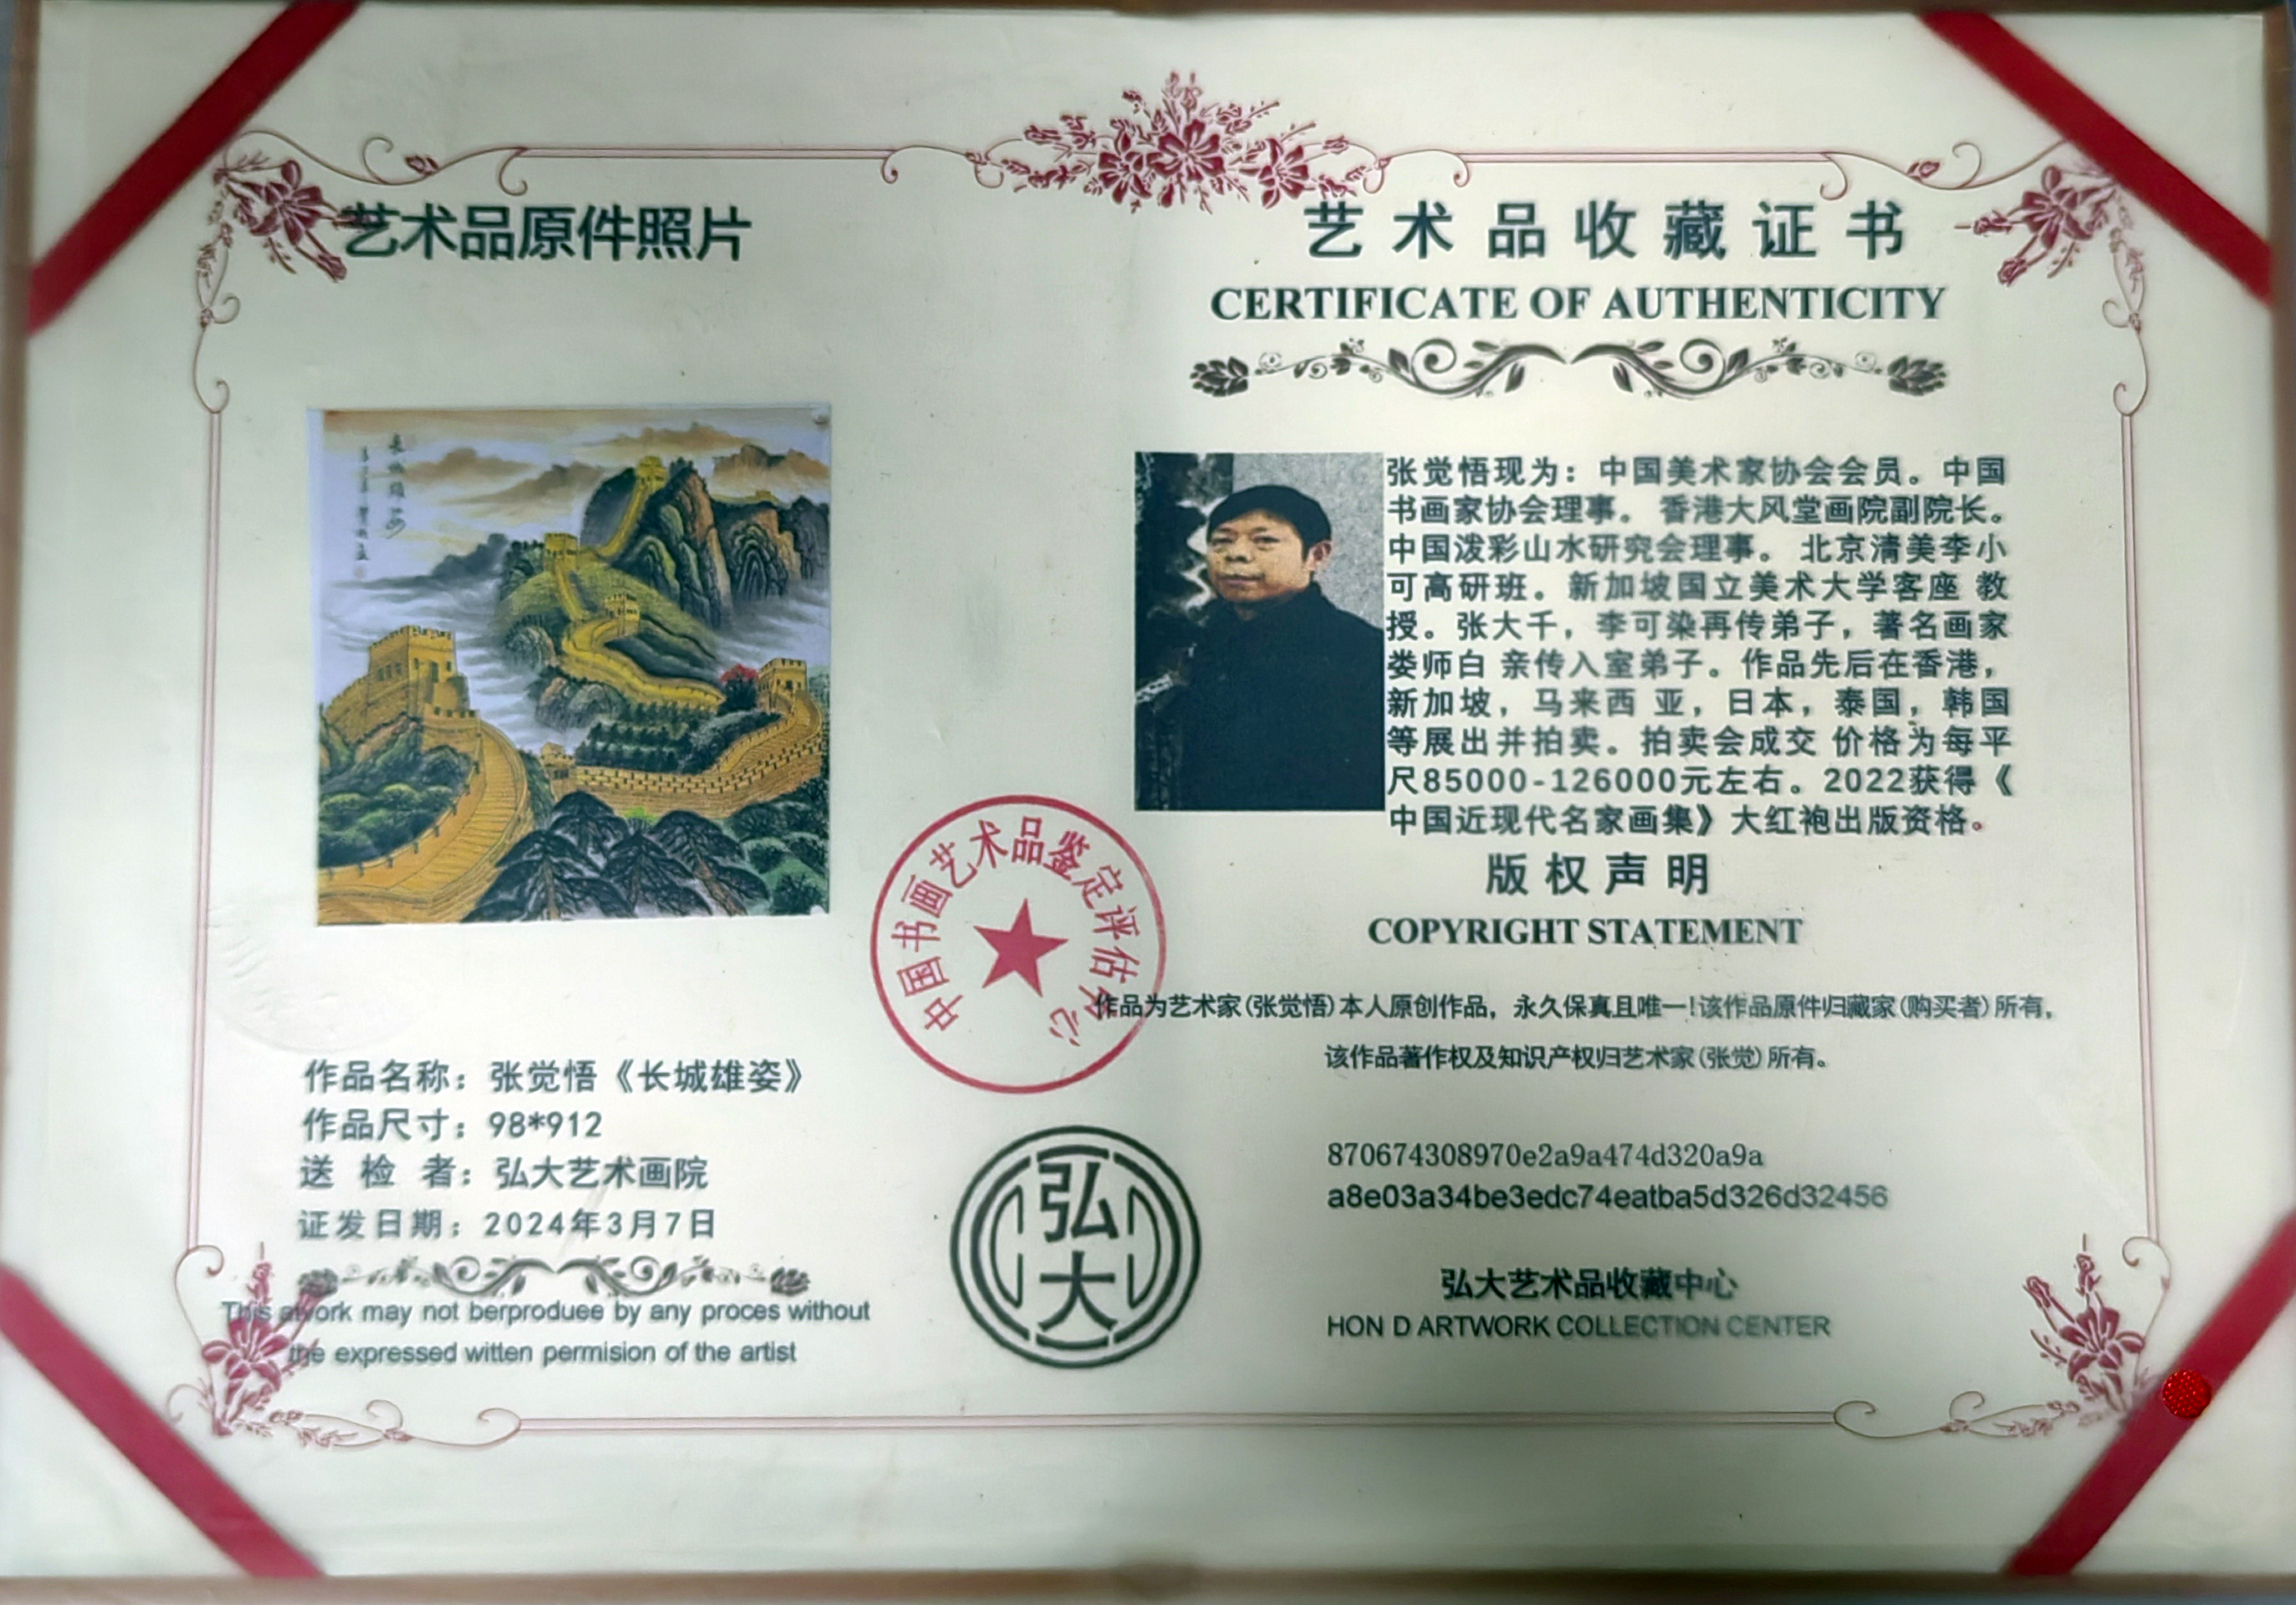 艺术品原件照片
长城雄姿
作品名称：张觉悟《长城雄姿》
作品尺寸：98*912
送 检 者：弘大艺术画院
证发日期：2024年3月7日
This atwork may not berproduee by any proces without
the expressed witten permision of the artist
中国书画艺术品鉴定评估中心
弘大
艺术品收藏证书
CERTIFICATE OF AUTHENTICITY
张觉悟现为：中国美术家协会会员。中国
书画家协会理事。 香港大风堂画院副院长。
中国泼彩山水研究会理事。 北京清美李小
可高研班。新加坡国立美术大学客座 教
授。张大千，李可染再传弟子，著名画家
娄师白 亲传入室弟子。作品先后在香港，
新加坡，马来西 亚，日本，泰国，韩国
等展出并拍卖。拍卖会成交 价格为每平
尺85000-126000元左右。2022获得《
中国近现代名家画集》大红袍出版资格。
版权声明
COPYRIGHT STATEMENT
作品为艺术家(张觉悟)本人原创作品，永久保真且唯一!该作品原件归藏家(购买者)所有，
该作品著作权及知识产权归艺术家(张觉)所有。
870674308970e2a9a474d320a9a
a8e03a34be3edc74eatba5d326d32456
弘大艺术品收藏中心
HON D ARTWORK COLLECTION CENTER